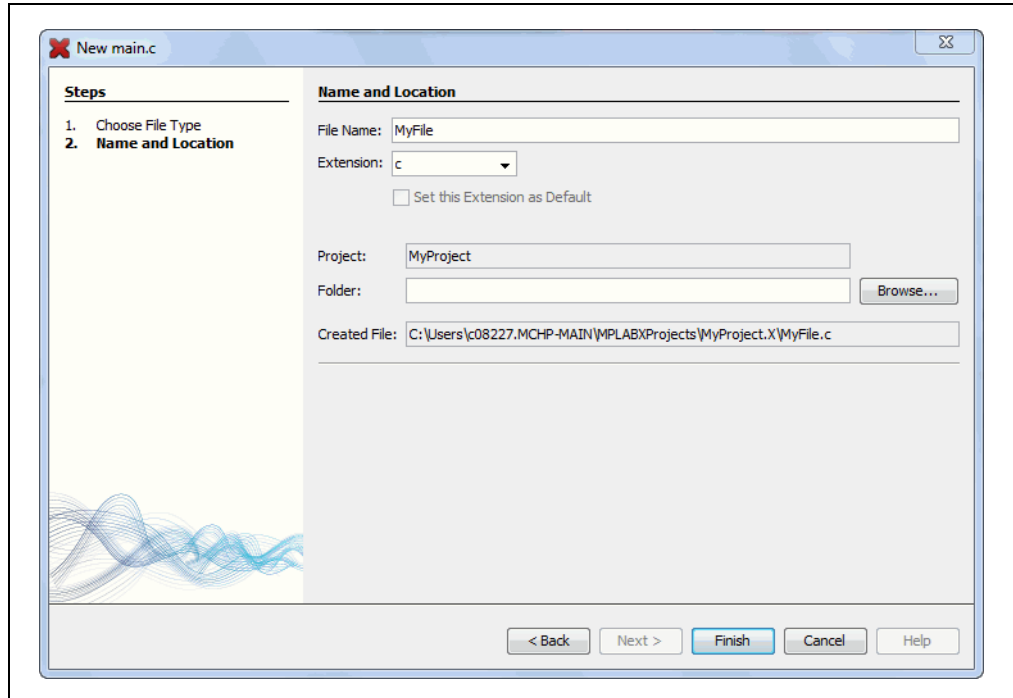 New main.c
Steps
1. Choose File Type
2. Name and Location
Name and Location
File Name: MyFile
Extension: c
Set this Extension as Default
Project: MyProject
Folder:
Browse...
Created File: C:\Users\c08227.MCHP-MAIN\MPLABXProjects\MyProject.X\MyFile.c
< Back Next > Finish Cancel Help